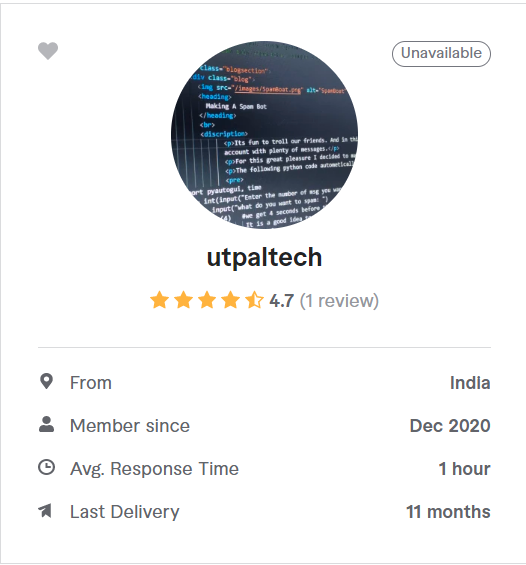 Unavailable
class="blogsection">
div class="blog">
<img src="/images/SpamBoat.png" alt="SpamBoat"
<heading>
Making A Spam Bot
</heading>
<br>
<discription>
<p>Its fun to troll our friends. And in thi
account with plenty of messages.</p>
<p>For this great pleasure I decided to m
<p>The following python code automaticall
<pre>
ort pyautogui, time
int(input("Enter the number of msg you wan
input("what do you want to spam: ")
(4) #we get 4 seconds before
It is a good idea t
utpaltech
4.7 (1 review)
From India
Member since Dec 2020
Avg. Response Time 1 hour
Last Delivery 11 months